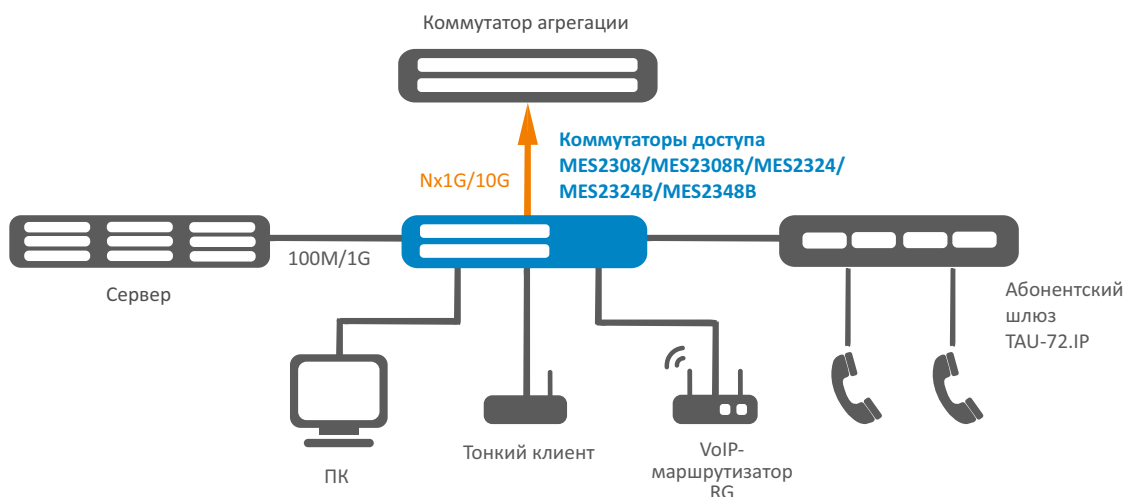 Коммутатор агрегации
Коммутаторы доступа
MES2308/MES2308R/MES2324/
MES2324B/MES2348B
Nx1G/10G
100M/1G
Сервер
Абонентский
шлюз
TAU-72.IP
ПК
Тонкий клиент
VoIP-
маршрутизатор
RG